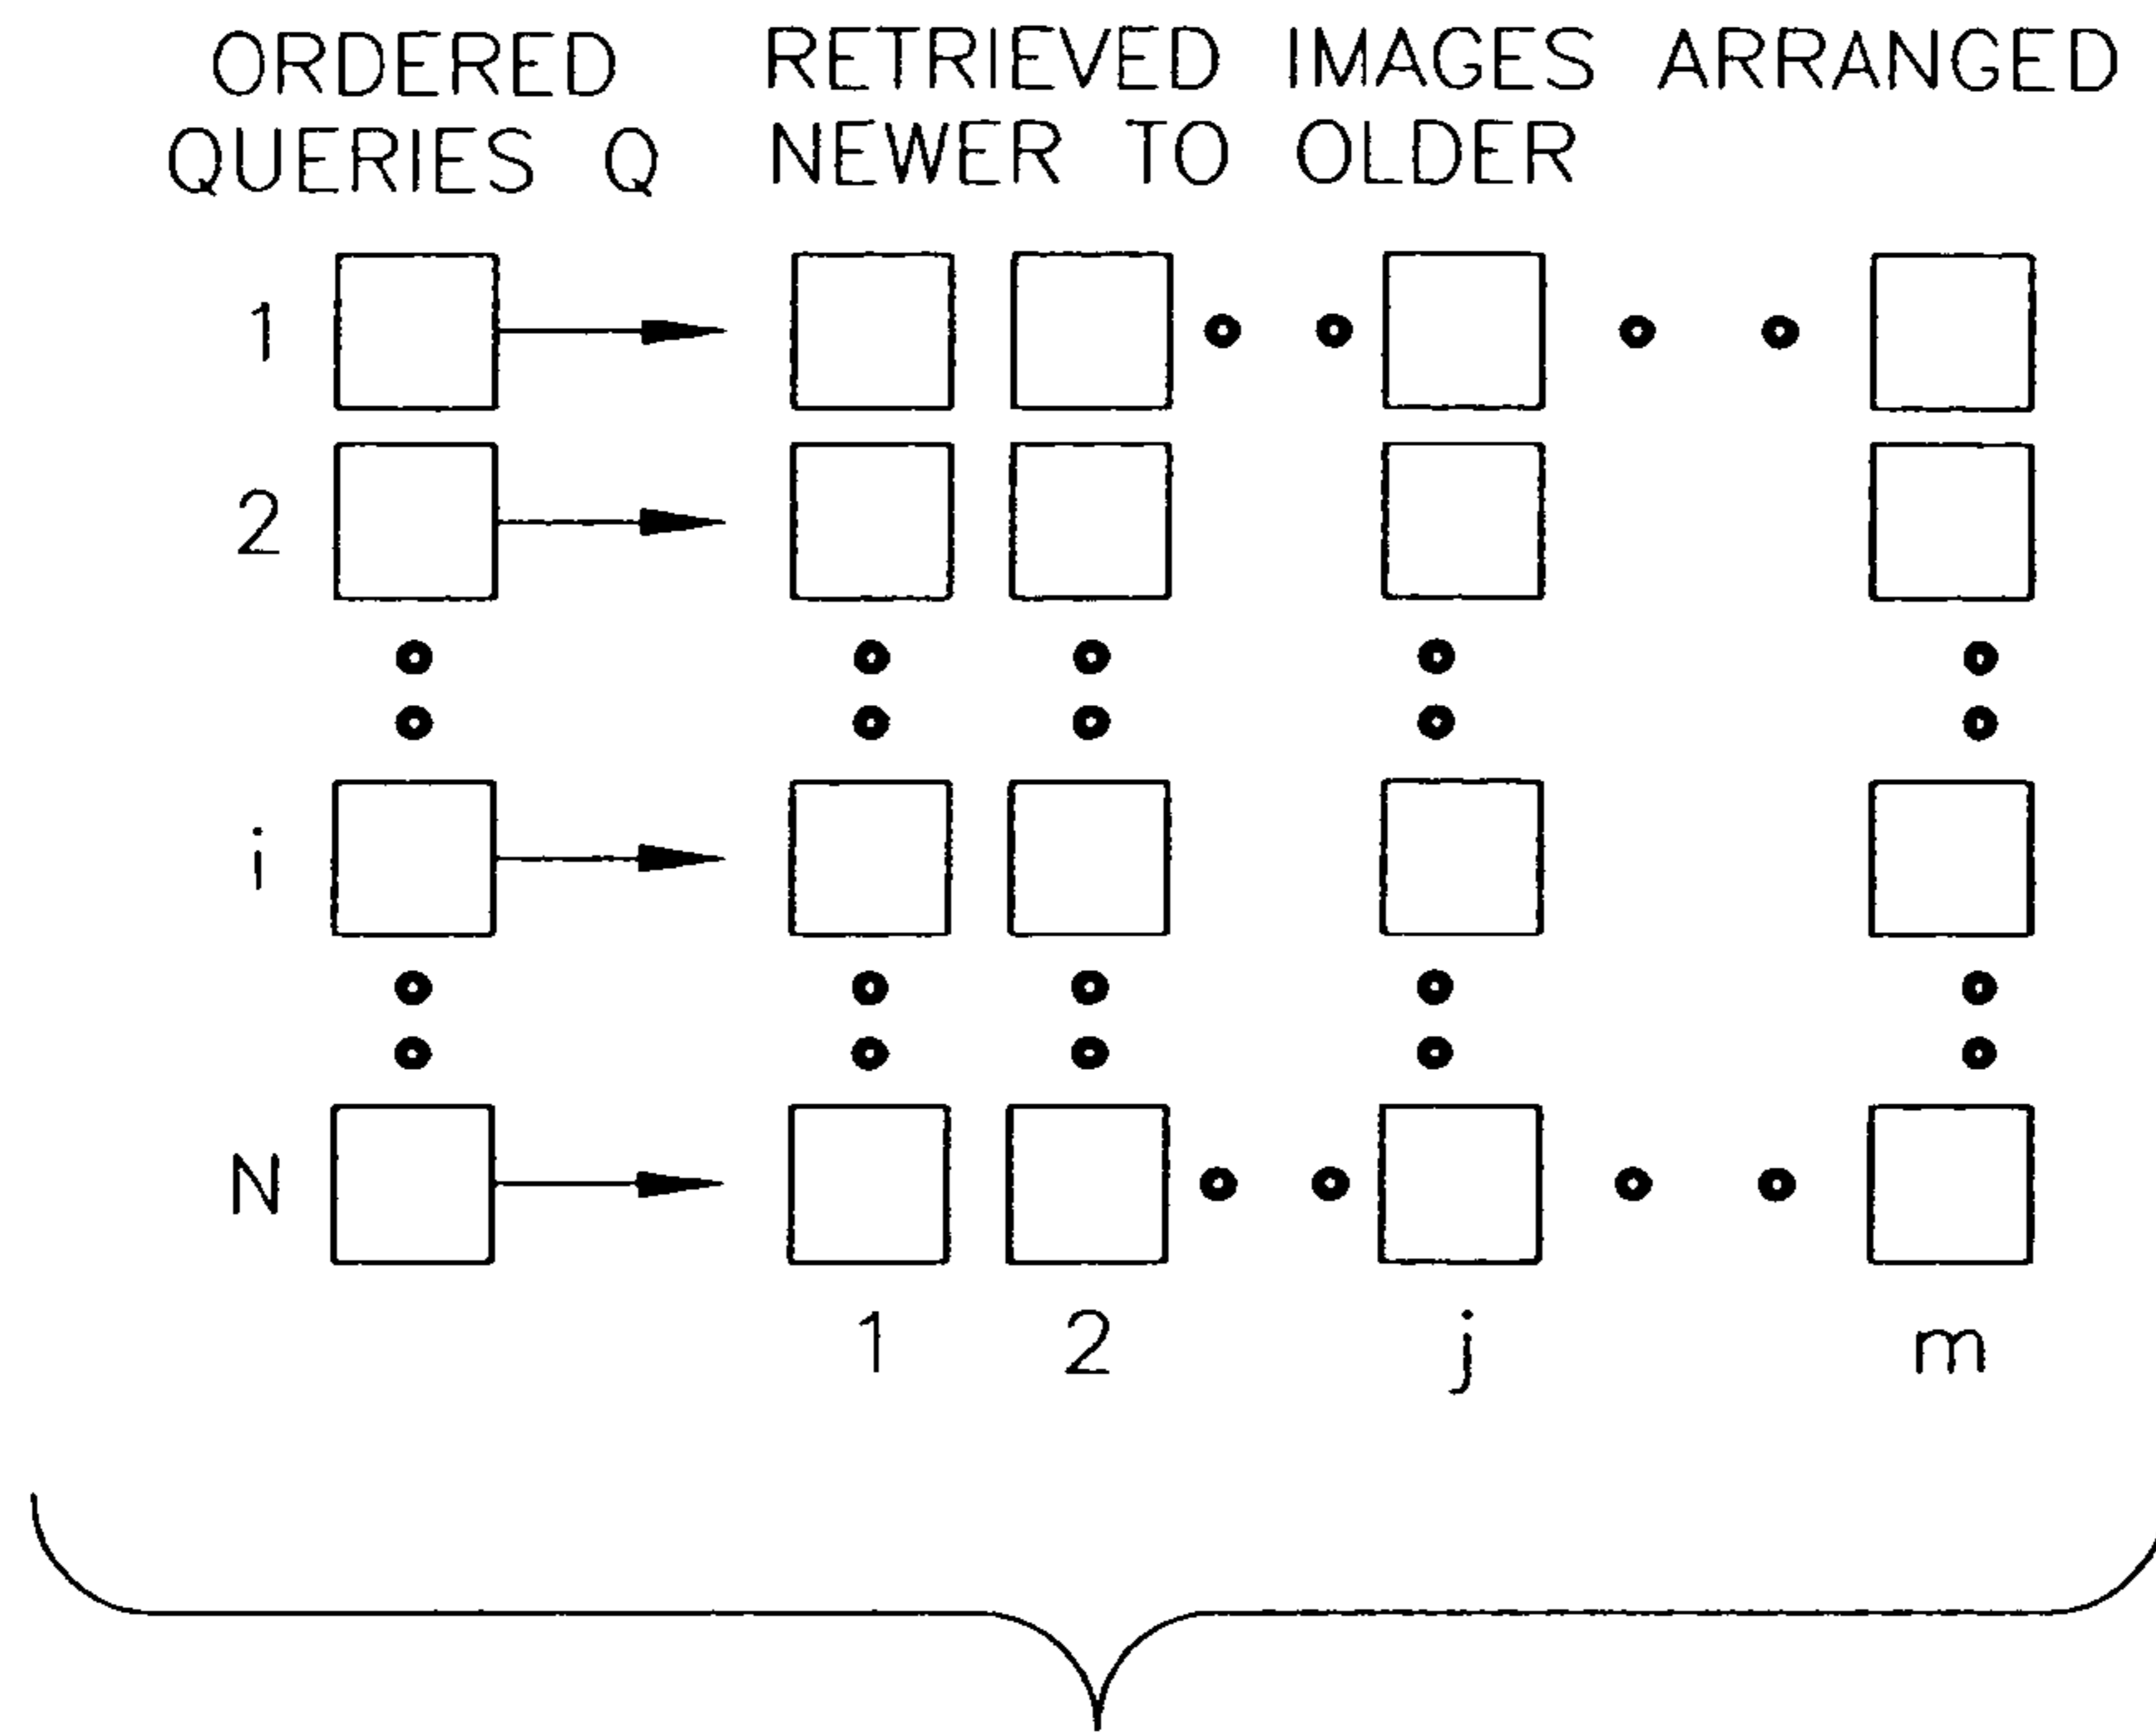 ORDERED
QUERIES Q
RETRIEVED IMAGES ARRANGED
NEWER TO OLDER
1
2
i
N
1 2 j m